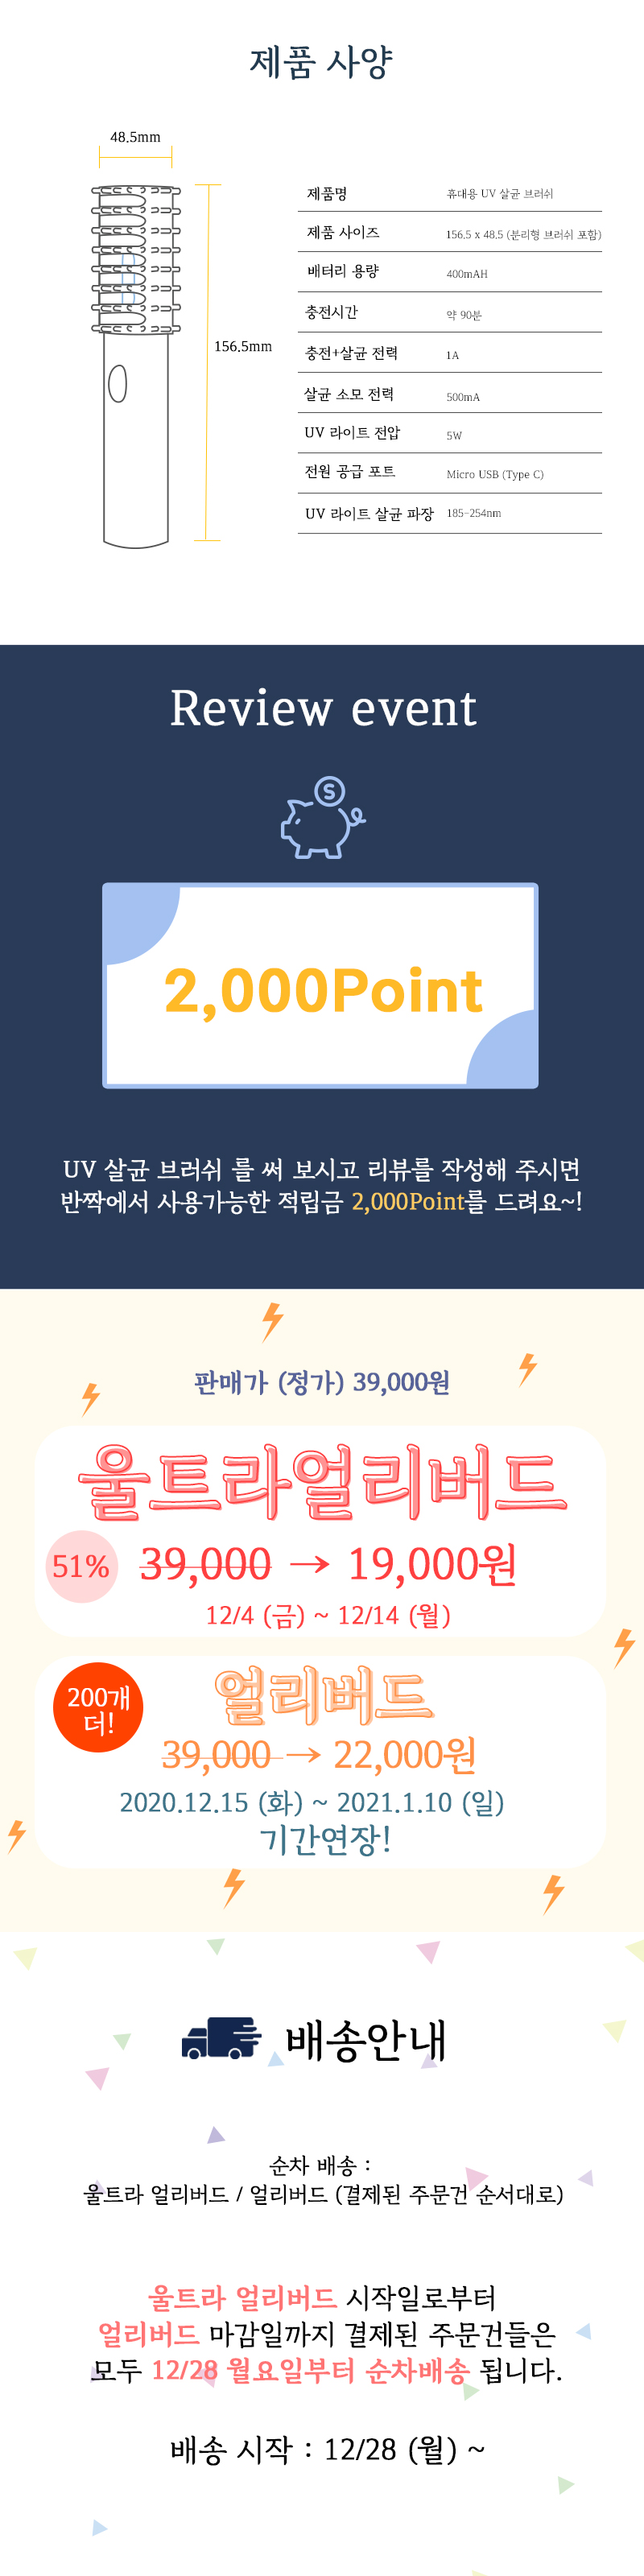 제품 사양
48.5mm
156.5mm
제품명 휴대용 UV 살균 브러쉬
제품 사이즈 156.5 x 48.5 (분리형 브러쉬 포함)
배터리 용량 400mAH
충전시간 약 90분
충전+살균 전력 1A
살균 소모 전력 500mA
UV 라이트 전압 5W
전원 공급 포트 Micro USB (Type C)
UV 라이트 살균 파장 185-254nm
Review event
S
2,000Point
UV 살균 브러쉬 를 써 보시고 리뷰를 작성해 주시면
반짝에서 사용가능한 적립금 2,000Point를 드려요~!
판매가 (정가) 39,000원
울트라얼리버드
51% 39,000 → 19,000원
12/4 (금) ~ 12/14 (월)
200개
더!
얼리버드
39,000 → 22,000원
2020.12.15 (화) ~ 2021.1.10 (일)
기간연장!
배송안내
순차 배송 :
울트라 얼리버드 / 얼리버드 (결제된 주문건 순서대로)
울트라 얼리버드 시작일로부터
얼리버드 마감일까지 결제된 주문건들은
모두 12/28 월요일부터 순차배송 됩니다.
배송 시작 : 12/28 (월) ~